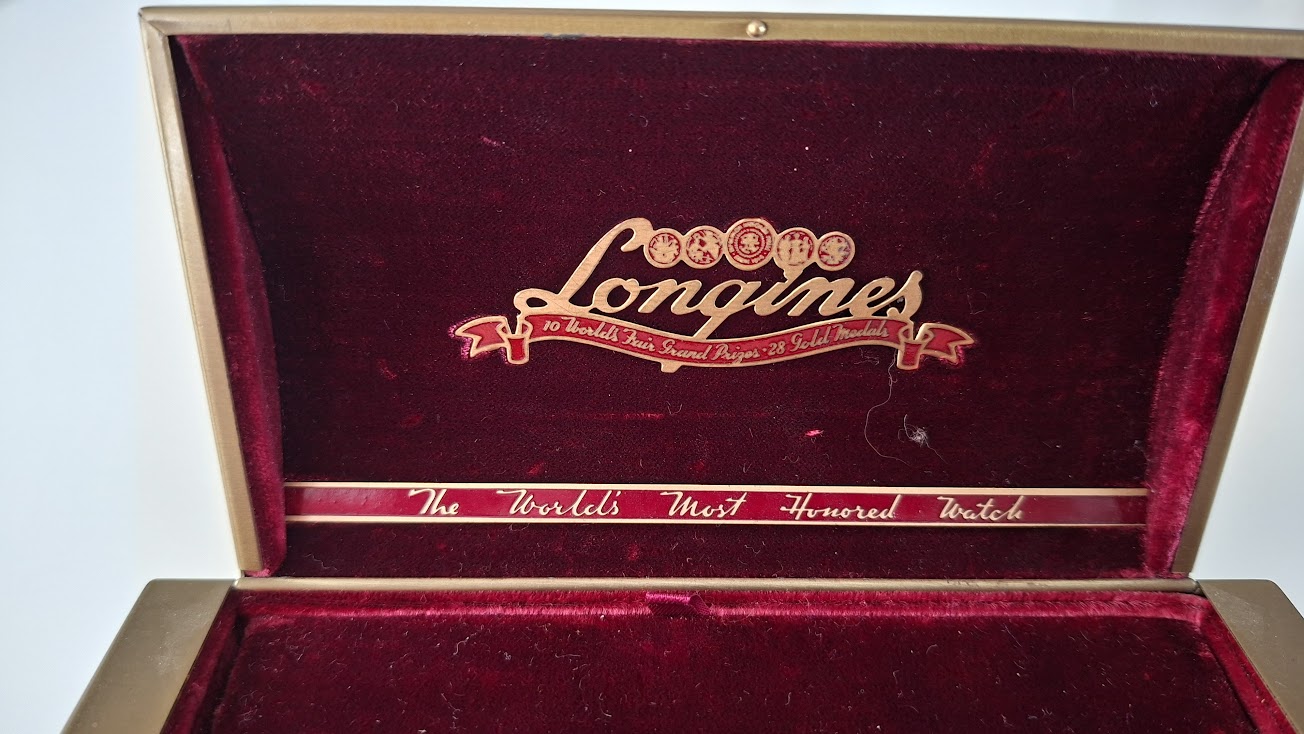 Longines
10 World's Fair Grand Prizes · 28 Gold Medals
The World's Most Honored Watch